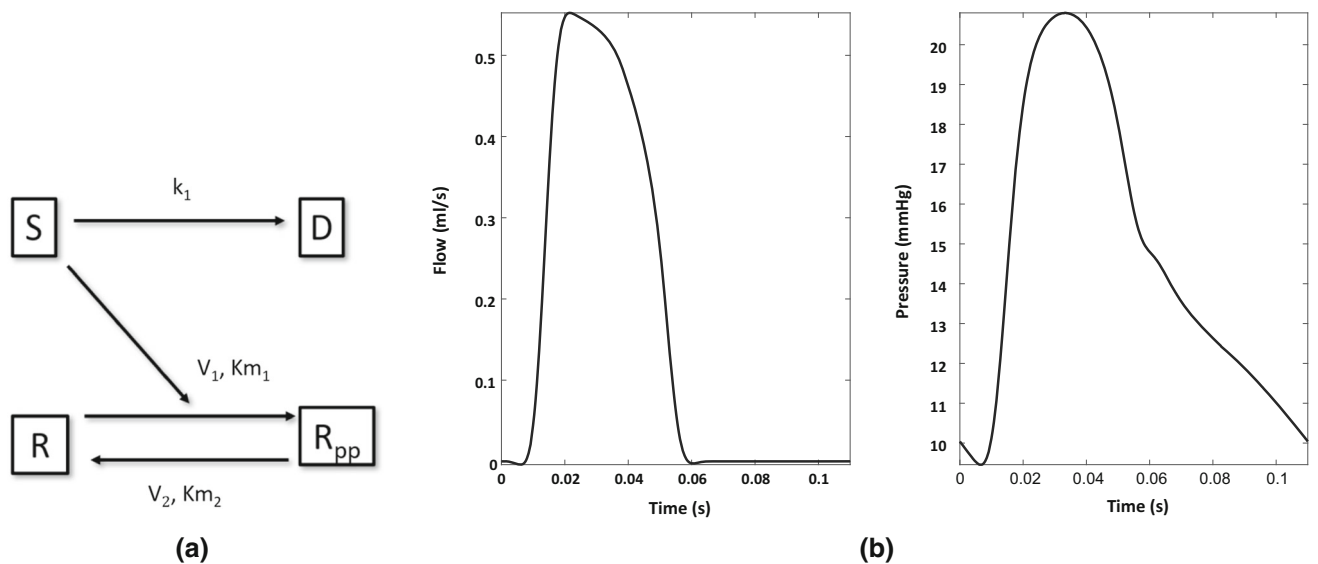 S
k1
D
V1, Km1
R
Rpp
V2, Km2
(a)
Flow (ml/s)
0.5
0.4
0.3
0.2
0.1
0
0 0.02 0.04 0.06 0.08 0.1
Time (s)
Pressure (mmHg)
20
19
18
17
16
15
14
13
12
11
10
0 0.02 0.04 0.06 0.08 0.1
Time (s)
(b)